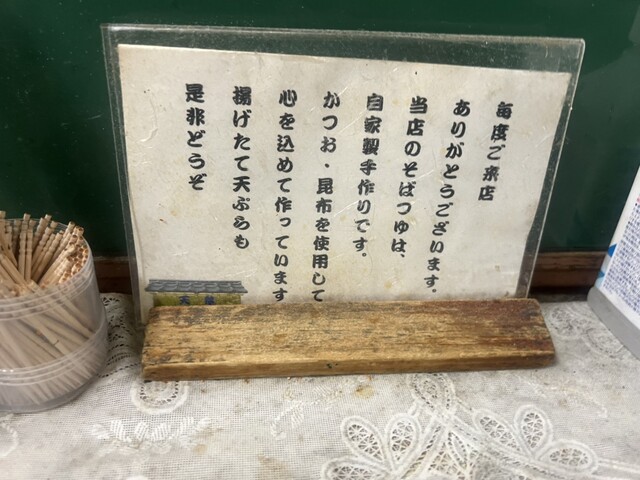 毎度ご来店
ありがとうございます。
当店のそばつゆは、
自家製手作りです。
かつお・昆布を使用して
心を込めて作っています
揚げたて天ぷらも
是非どうぞ